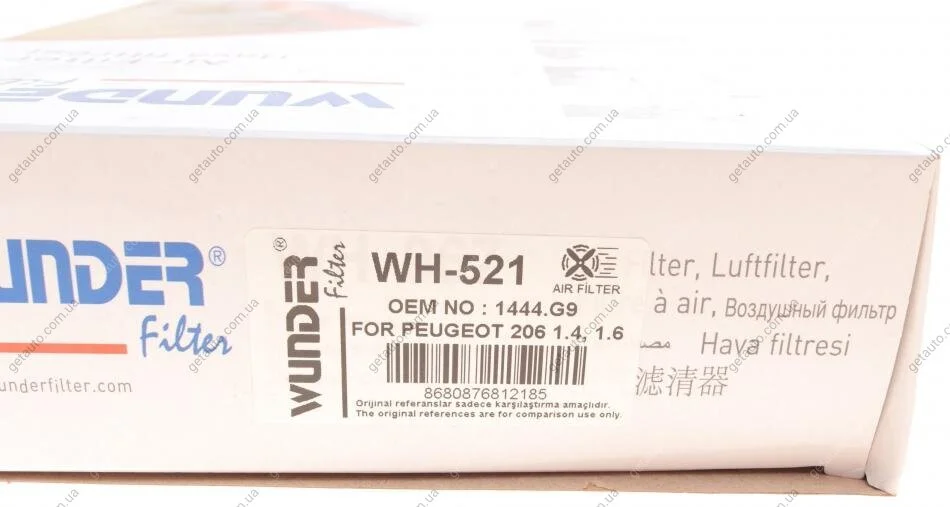 WUNDER
UNDER®
Filter
underfilter.com
WUNDER® Filter
WH-521
AIR FILTER
OEM NO : 1444.G9
FOR PEUGEOT 206 1.4, 1.6
8680876812185
Orijinal referanslar sadece karşılaştırma amaçlıdır.
The original references are for comparison use only.
lter, Luftfilter,
à air, Воздушный фильтр
Hava filtresi
滤清器
getauto.com.ua